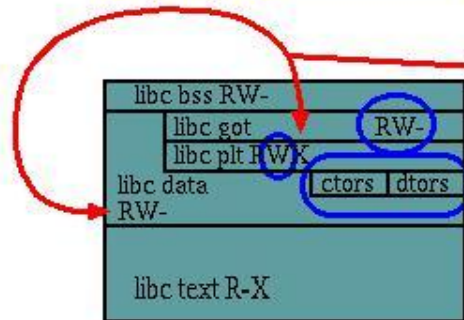 libc bss RW-
libc got RW-
libc plt RWX
libc data ctors dtors
RW-
libc text R-X